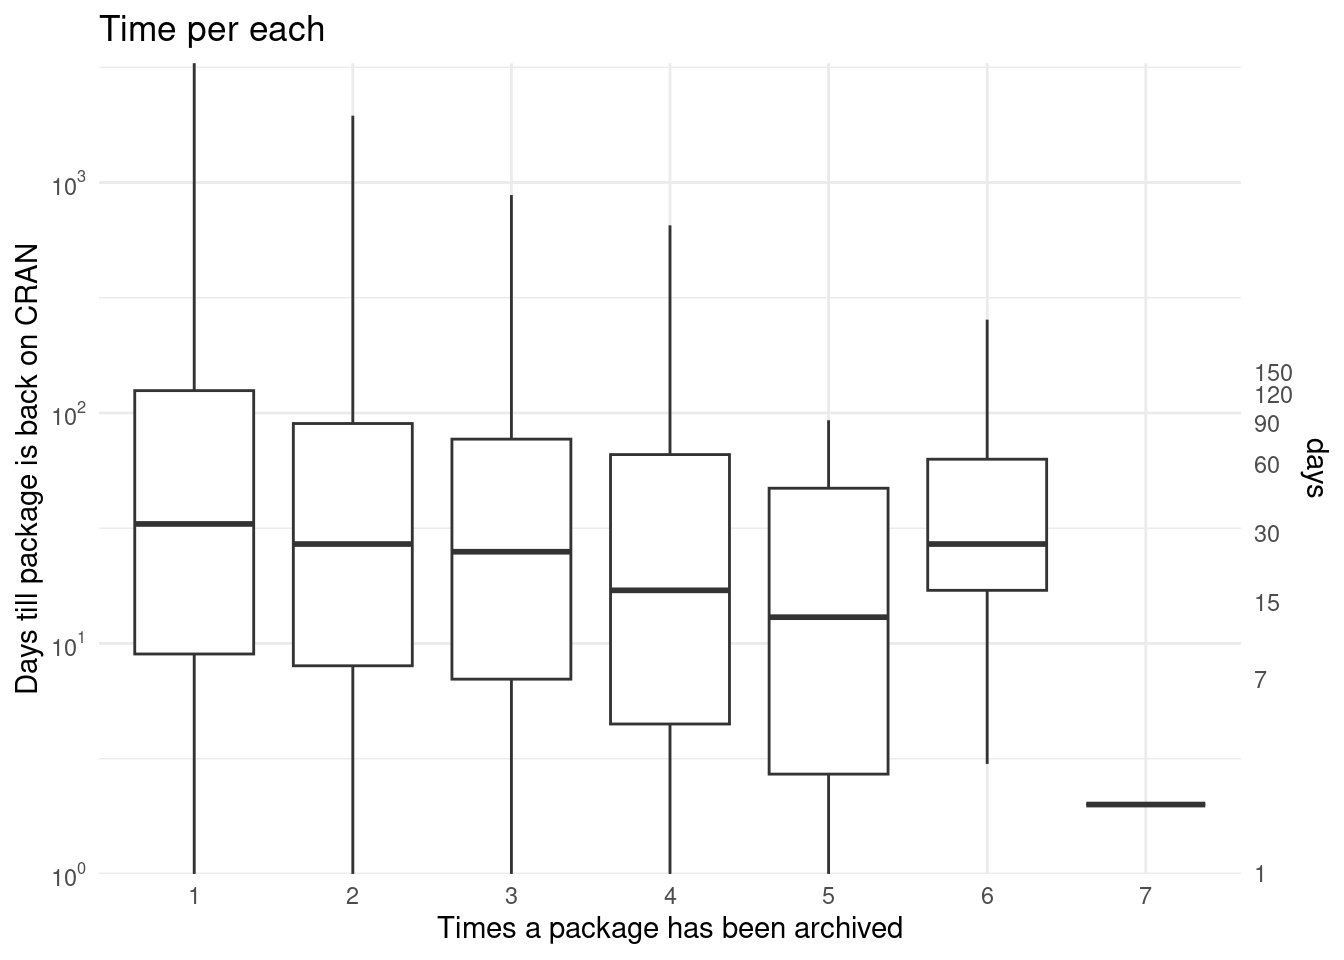 Time per each
Days till package is back on CRAN
10³
10²
10¹
10⁰
150
120
90
60
30
15
7
1
days
1 2 3 4 5 6 7
Times a package has been archived